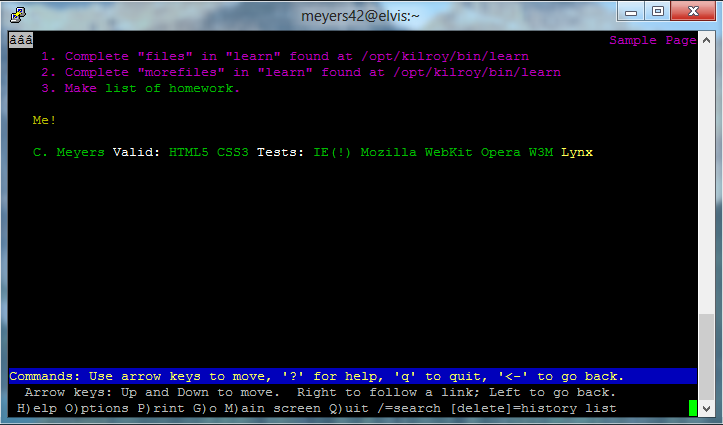 meyers42@elvis:~
âââ Sample Page
1. Complete "files" in "learn" found at /opt/kilroy/bin/learn
2. Complete "morefiles" in "learn" found at /opt/kilroy/bin/learn
3. Make list of homework.
Me!
C. Meyers Valid: HTML5 CSS3 Tests: IE(!) Mozilla WebKit Opera W3M Lynx
Commands: Use arrow keys to move, '?' for help, 'q' to quit, '<-' to go back.
Arrow keys: Up and Down to move.  Right to follow a link; Left to go back.
H)elp O)ptions P)rint G)o M)ain screen Q)uit /=search [delete]=history list